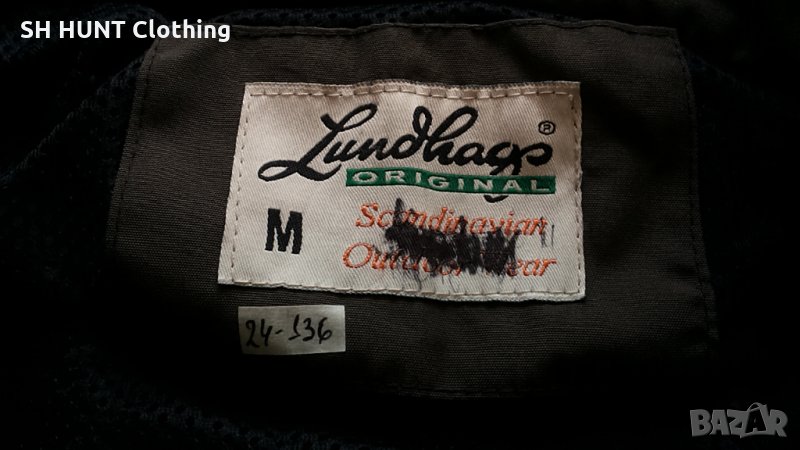 SH HUNT Clothing
Lundhags ®
ORIGINAL
M
Scandinavian
Outdoor Wear
24-136
BAZAR